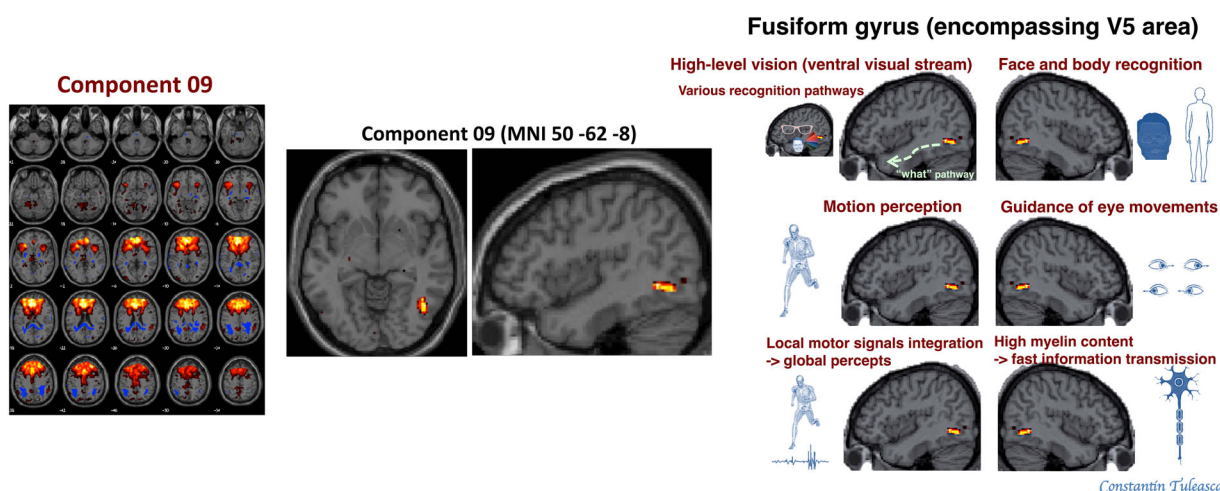 Fusiform gyrus (encompassing V5 area)
Component 09
Component 09 (MNI 50 -62 -8)
High-level vision (ventral visual stream)
Various recognition pathways
"what" pathway
Face and body recognition
Motion perception
Guidance of eye movements
Local motor signals integration
-> global percepts
High myelin content
-> fast information transmission
Constantin Tuleasca